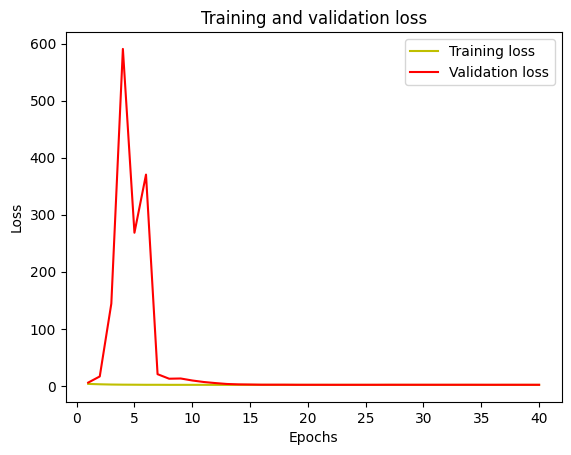 Training and validation loss
Training loss
Validation loss
600
500
400
300
200
100
0
Loss
0 5 10 15 20 25 30 35 40
Epochs